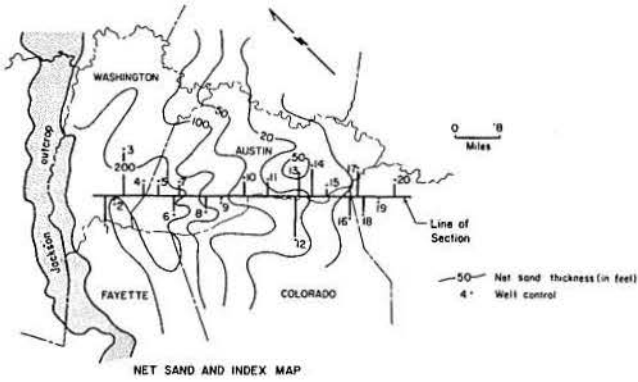 WASHINGTON
outcrop
Jackson
50
100
20
AUSTIN
50
3
200
4
5
7
10
11
13
14
15
17
20
2
6
8
9
12
16
18
19
0 8
Miles
Line of
Section
FAYETTE
COLORADO
50 Net sand thickness (in feet)
4 Well control
NET SAND AND INDEX MAP